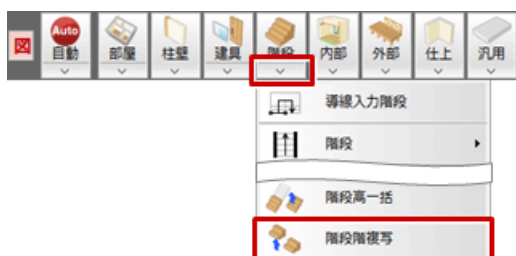 Auto
自動 部屋 柱壁 建具 階段 内部 外部 仕上 汎用
導線入力階段
階段
階段高一括
階段階複写